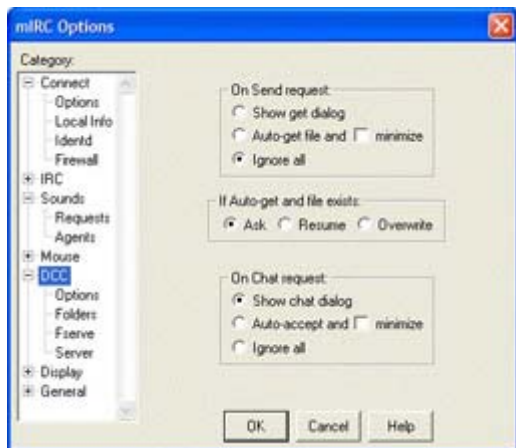 mIRC Options
Category:
Connect
Options
Local Info
Identd
Firewall
IRC
Sounds
Requests
Agents
Mouse
DCC
Options
Folders
Fserve
Server
Display
General
On Send request:
Show get dialog
Auto-get file and minimize
Ignore all
If Auto-get and file exists:
Ask Resume Overwrite
On Chat request:
Show chat dialog
Auto-accept and minimize
Ignore all
OK Cancel Help